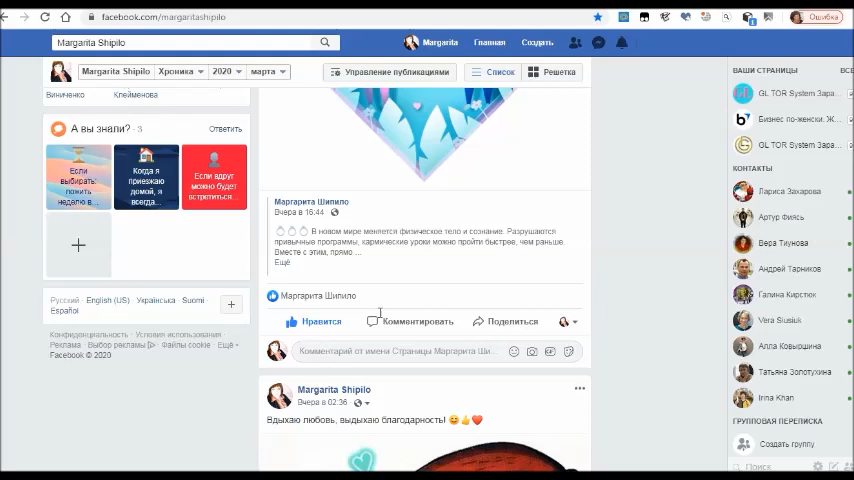 facebook.com/margaritashipilo
Ошибка
Margarita Shipilo
Margarita
Главная
Создать
Margarita Shipilo
Хроника
2020
марта
Управление публикациями
Список
Решетка
Виниченко
Клейменова
А вы знали? · 3
Ответить
Если
выбирать:
пожить
неделю в...
Когда я
приезжаю
домой, я
всегда...
Если вдруг
можно будет
встретиться...
Русский · English (US) · Українська · Suomi ·
Español
Конфиденциальность · Условия использования ·
Реклама · Выбор рекламы · Файлы cookie · Ещё
Facebook © 2020
Маргарита Шипило
Вчера в 16:44
В новом мире меняется физическое тело и сознание. Разрушаются
привычные программы, кармические уроки можно пройти быстрее, чем раньше.
Вместе с этим, прямо ...
Ещё
Маргарита Шипило
Нравится
Комментировать
Поделиться
Комментарий от имени Страницы Маргарита Ши...
GIF
Margarita Shipilo
Вчера в 02:36
Вдыхаю любовь, выдыхаю благодарность!
ВАШИ СТРАНИЦЫ
ВСЕ
GL TOR System Зара...
Бизнес по-женски. Ж...
GL TOR System Зара...
КОНТАКТЫ
Лариса Захарова
Артур Фиясь
Вера Тиунова
Андрей Тарников
Галина Кирстюк
Vera Siusiuk
Алла Ковыршина
Татьяна Золотухина
Irina Khan
ГРУППОВАЯ ПЕРЕПИСКА
Создать группу
Поиск